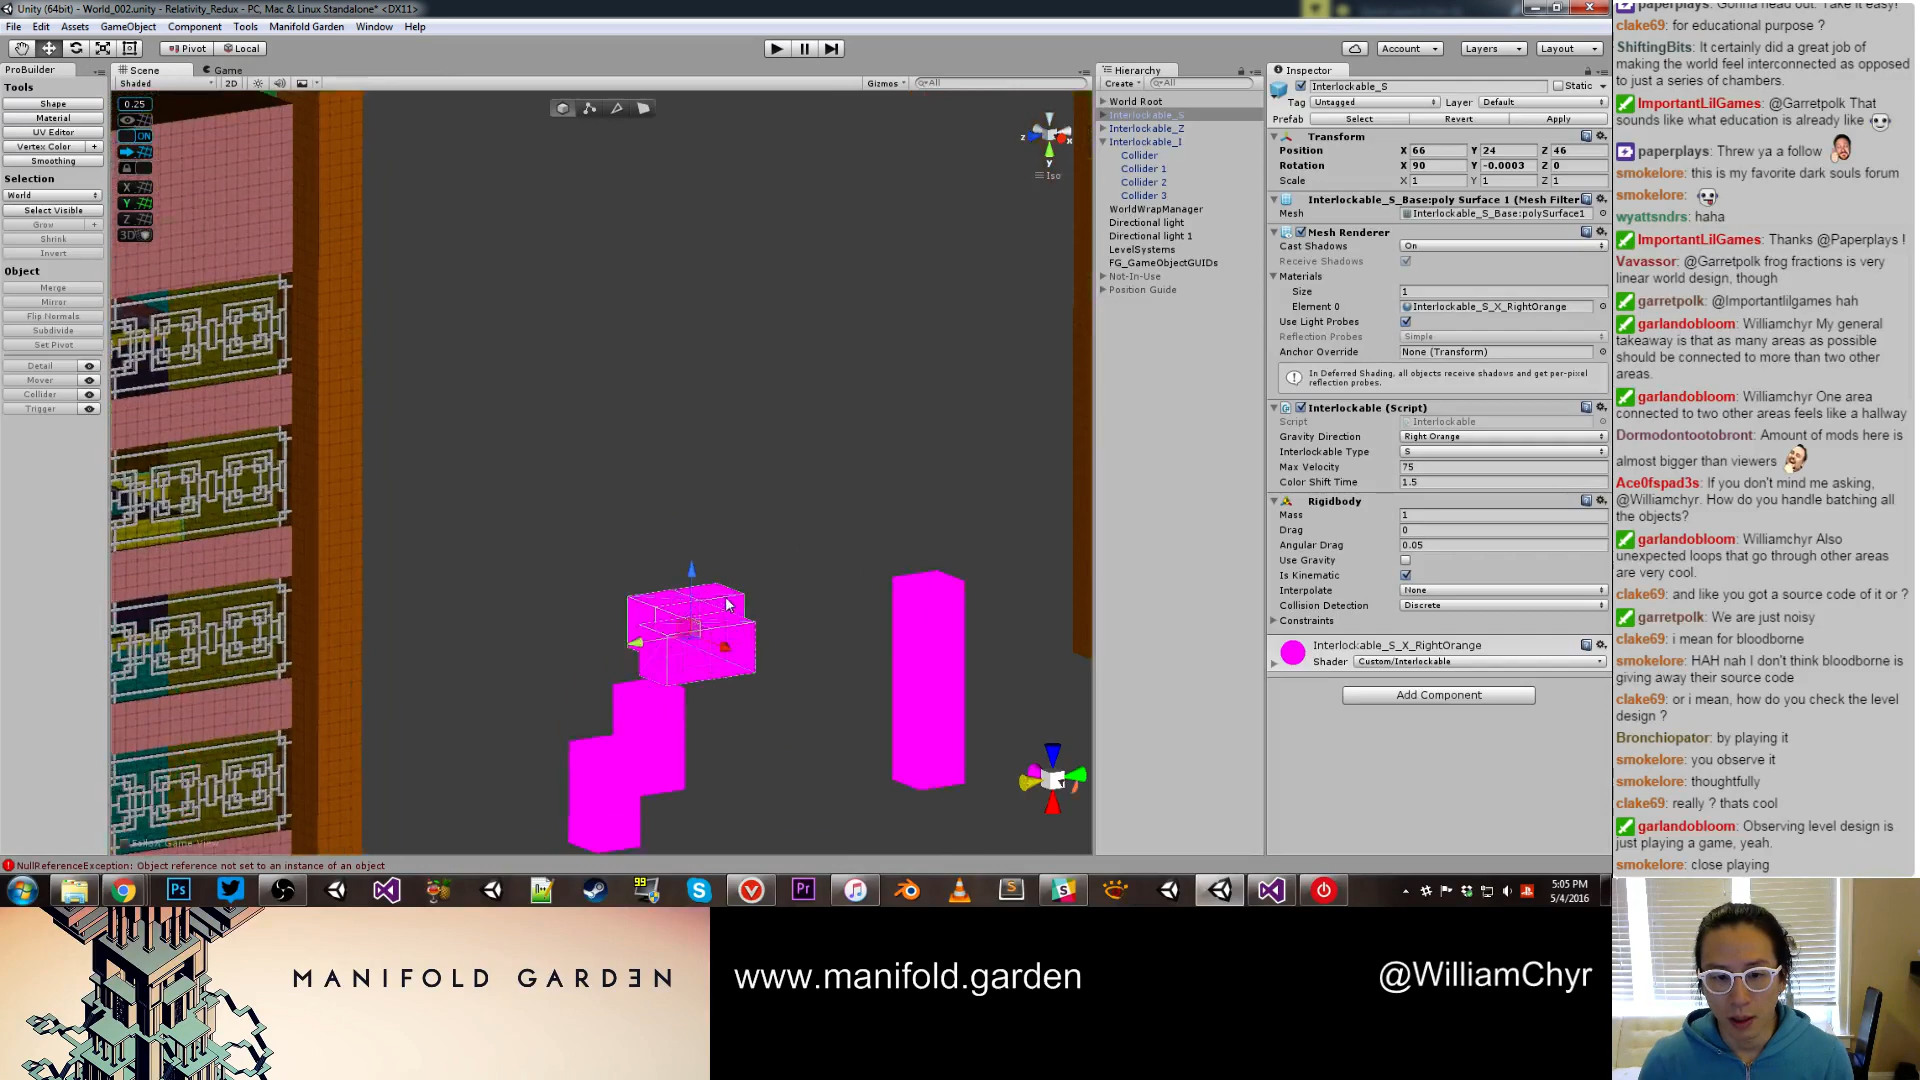 Unity (64bit) - World_002.unity - Relativity_Redux - PC, Mac & Linux Standalone* <DX11>
File Edit Assets GameObject Component Tools Manifold Garden Window Help
Pivot Local Account Layers Layout
ProBuilder
Tools
Shape
Material
UV Editor
Vertex Color +
Smoothing
Selection
World
Select Visible
Grow +
Shrink
Invert
Object
Merge
Mirror
Flip Normals
Subdivide
Set Pivot
Detail
Mover
Collider
Trigger
Scene Game
Shaded 2D Gizmos All
0.25
ON
X
Y
Z
3D
z x
y
Iso
NullReferenceException: Object reference not set to an instance of an object
Hierarchy
Create All
World Root
Interlockable_S
Interlockable_Z
Interlockable_I
Collider
Collider 1
Collider 2
Collider 3
WorldWrapManager
Directional light
Directional light 1
LevelSystems
FG_GameObjectGUIDs
Not-In-Use
Position Guide
Inspector
Interlockable_S Static
Tag Untagged Layer Default
Prefab Select Revert Apply
Transform
Position X 66 Y 24 Z 46
Rotation X 90 Y -0.0003 Z 0
Scale X 1 Y 1 Z 1
Interlockable_S_Base:poly Surface 1 (Mesh Filter
Mesh Interlockable_S_Base:polySurface1
Mesh Renderer
Cast Shadows On
Receive Shadows
Materials
Size 1
Element 0 Interlockable_S_X_RightOrange
Use Light Probes
Reflection Probes Simple
Anchor Override None (Transform)
In Deferred Shading, all objects receive shadows and get per-pixel
reflection probes.
Interlockable (Script)
Script Interlockable
Gravity Direction Right Orange
Interlockable Type S
Max Velocity 75
Color Shift Time 1.5
Rigidbody
Mass 1
Drag 0
Angular Drag 0.05
Use Gravity
Is Kinematic
Interpolate None
Collision Detection Discrete
Constraints
Interlockable_S_X_RightOrange
Shader Custom/Interlockable
Add Component
paperplays: Gonna head out. Take it easy!
clake69: for educational purpose ?
ShiftingBits: It certainly did a great job of
making the world feel interconnected as opposed
to just a series of chambers.
ImportantLilGames: @Garretpolk That
sounds like what education is already like
paperplays: Threw ya a follow
smokelore: this is my favorite dark souls forum
smokelore:
wyattsndrs: haha
ImportantLilGames: Thanks @Paperplays !
Vavassor: @Garretpolk frog fractions is very
linear world design, though
garretpolk: @Importantlilgames hah
garlandobloom: Williamchyr My general
takeaway is that as many areas as possible
should be connected to more than two other
areas.
garlandobloom: Williamchyr One area
connected to two other areas feels like a hallway
Dormodontootobront: Amount of mods here is
almost bigger than viewers
Ace0fspad3s: If you don't mind me asking,
@Williamchyr. How do you handle batching all
the objects?
garlandobloom: Williamchyr Also
unexpected loops that go through other areas
are very cool.
clake69: and like you got a source code of it or ?
garretpolk: We are just noisy
clake69: i mean for bloodborne
smokelore: HAH nah I don't think bloodborne is
giving away their source code
clake69: or i mean, how do you check the level
design ?
Bronchiopator: by playing it
smokelore: you observe it
smokelore: thoughtfully
clake69: really ? thats cool
garlandobloom: Observing level design is
just playing a game, yeah.
smokelore: close playing
99
5:05 PM
5/4/2016
MANIFOLD GARDEN www.manifold.garden @WilliamChyr